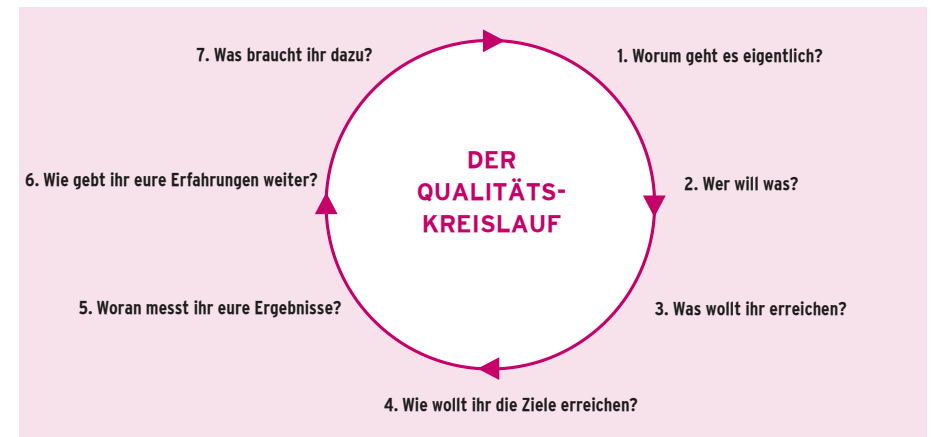 DER
QUALITÄTS-
KREISLAUF
1. Worum geht es eigentlich?
2. Wer will was?
3. Was wollt ihr erreichen?
4. Wie wollt ihr die Ziele erreichen?
5. Woran messt ihr eure Ergebnisse?
6. Wie gebt ihr eure Erfahrungen weiter?
7. Was braucht ihr dazu?